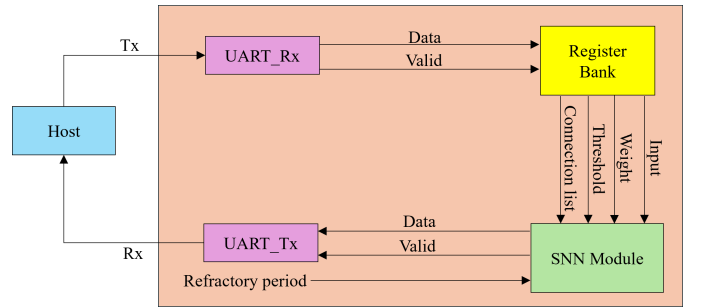 Tx
UART_Rx
Data
Valid
Register
Bank
Host
Connection list
Threshold
Weight
Input
Rx
UART_Tx
Data
Valid
SNN Module
Refractory period